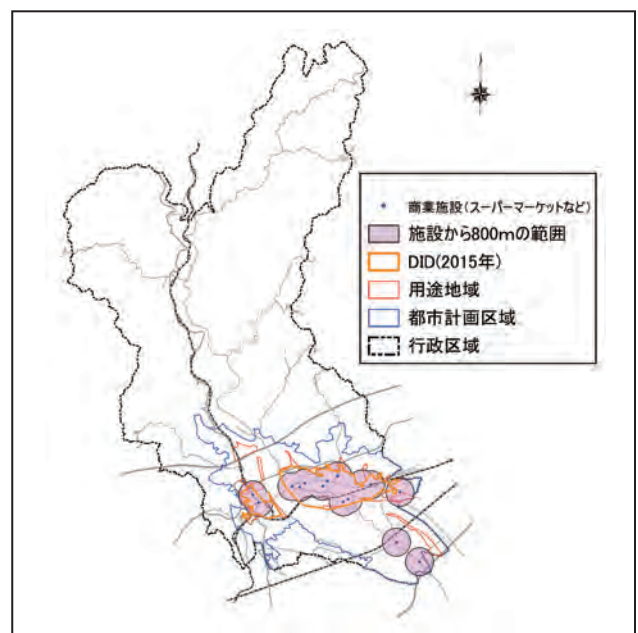 商業施設(スーパーマーケットなど)
施設から800mの範囲
DID(2015年)
用途地域
都市計画区域
行政区域